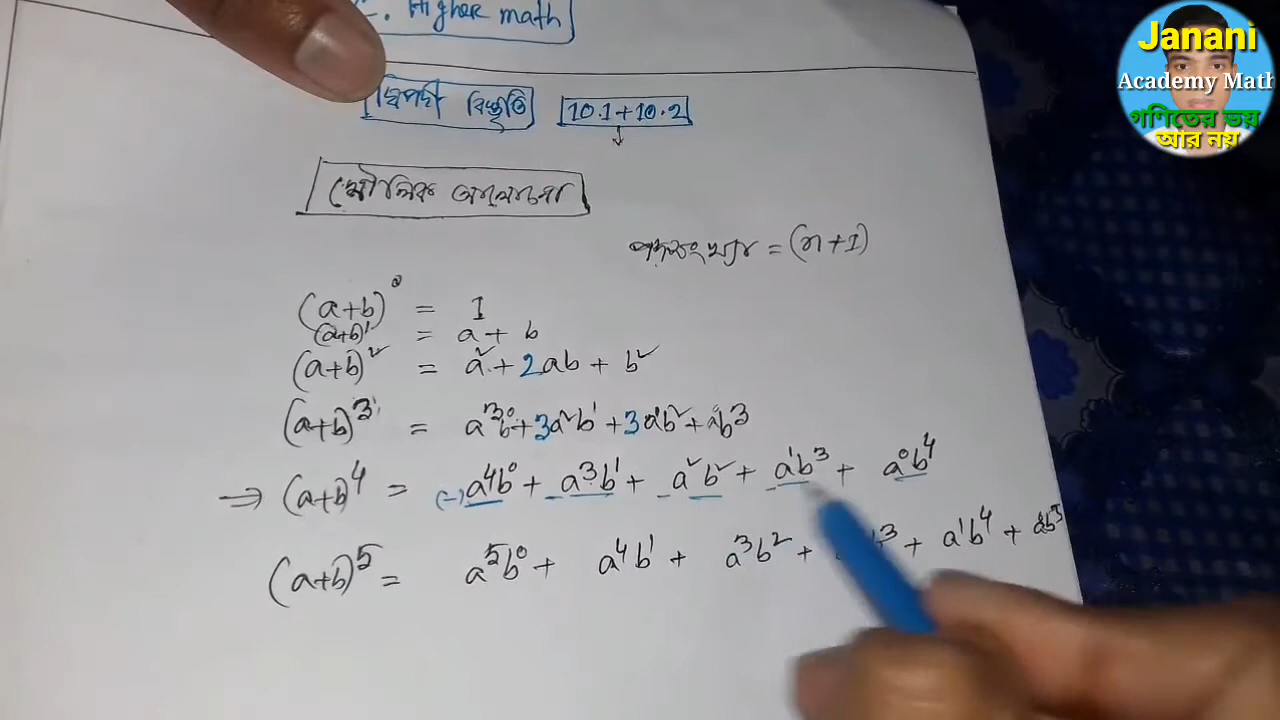 Higher math
Janani
Academy Math
গণিতের ভয়
আর নয়
দ্বিপদী বিস্তৃতি 10.1+10.2
মৌলিক আলোচনা
পদসংখ্যা = (n+1)
(a+b)⁰ = 1
(a+b)¹ = a + b
(a+b)² = a² + 2ab + b²
(a+b)³ = a³b⁰ + 3a²b¹ + 3a¹b² + a⁰b³
⇒ (a+b)⁴ = (-) a⁴b⁰ + _ a³b¹ + _ a²b² + _ a¹b³ + a⁰b⁴
(a+b)⁵ = a⁵b⁰ + a⁴b¹ + a³b² + ³ + a¹b⁴ + a⁰b⁵